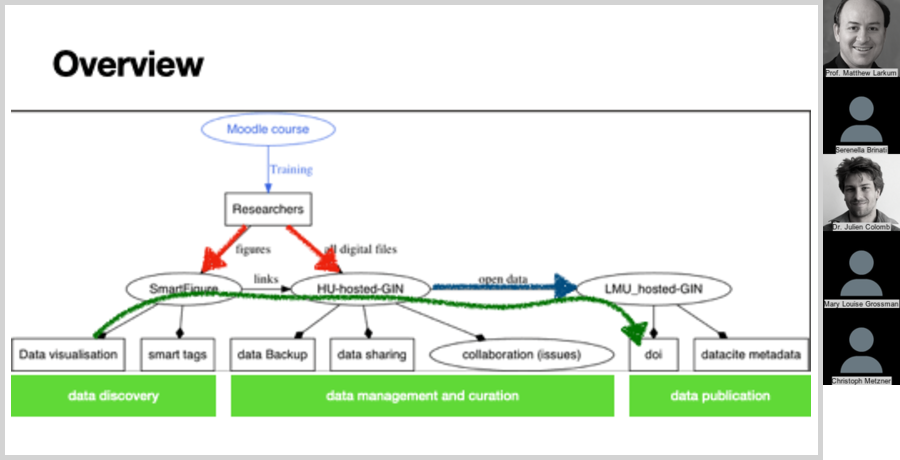 Overview
Moodle course
Training
Researchers
figures
all digital files
SmartFigure
links
HU-hosted-GIN
open data
LMU_hosted-GIN
Data visualisation
smart tags
data Backup
data sharing
collaboration (issues)
doi
datacite metadata
data discovery
data management and curation
data publication
Prof. Matthew Larkum
Serenella Brinati
Dr. Julien Colomb
Mary Louise Grossman
Christoph Metzner